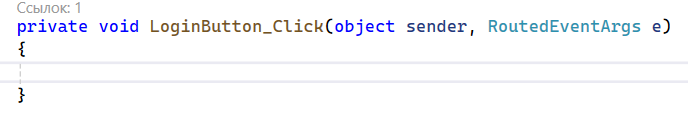 Ссылок: 1
private void LoginButton_Click(object sender, RoutedEventArgs e)
{
}